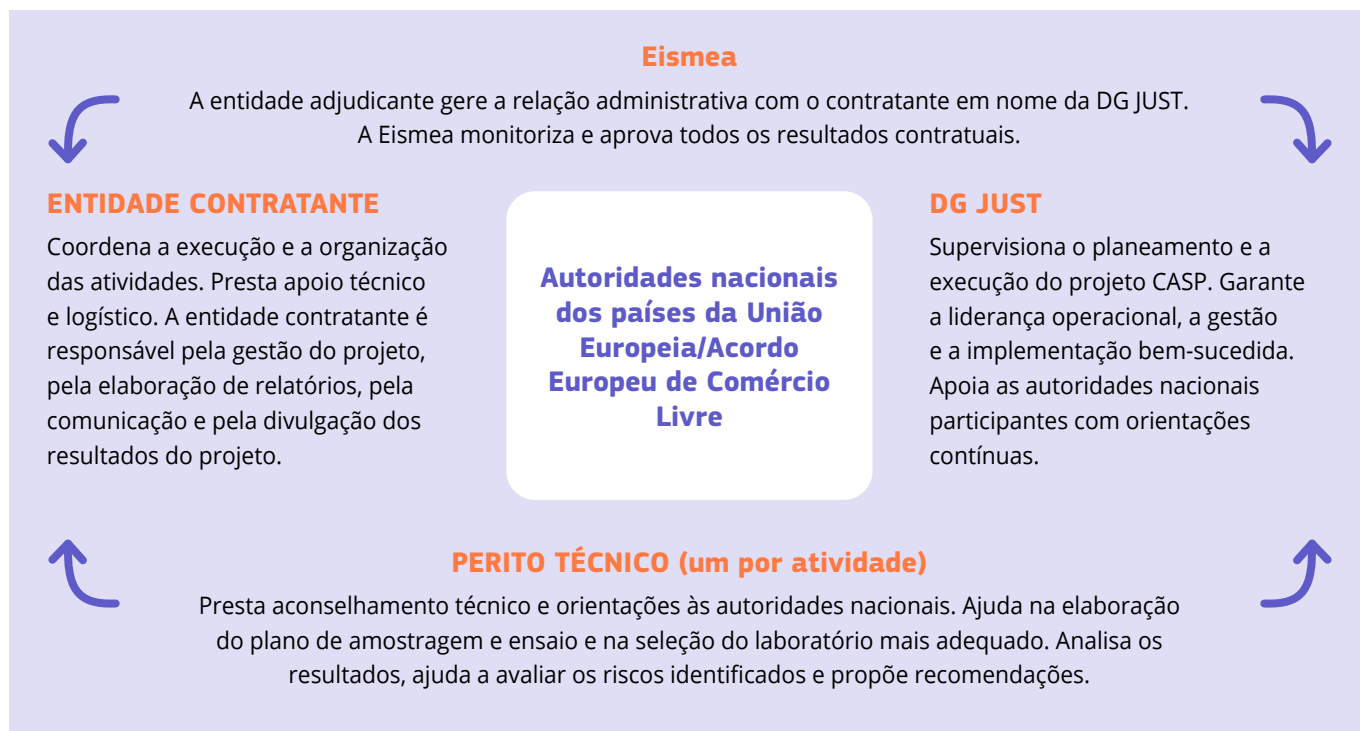 Eismea
A entidade adjudicante gere a relação administrativa com o contratante em nome da DG JUST.
A Eismea monitoriza e aprova todos os resultados contratuais.
ENTIDADE CONTRATANTE
Coordena a execução e a organização
das atividades. Presta apoio técnico
e logístico. A entidade contratante é
responsável pela gestão do projeto,
pela elaboração de relatórios, pela
comunicação e pela divulgação dos
resultados do projeto.
Autoridades nacionais
dos países da União
Europeia/Acordo
Europeu de Comércio
Livre
DG JUST
Supervisiona o planeamento e a
execução do projeto CASP. Garante
a liderança operacional, a gestão
e a implementação bem-sucedida.
Apoia as autoridades nacionais
participantes com orientações
contínuas.
PERITO TÉCNICO (um por atividade)
Presta aconselhamento técnico e orientações às autoridades nacionais. Ajuda na elaboração
do plano de amostragem e ensaio e na seleção do laboratório mais adequado. Analisa os
resultados, ajuda a avaliar os riscos identificados e propõe recomendações.